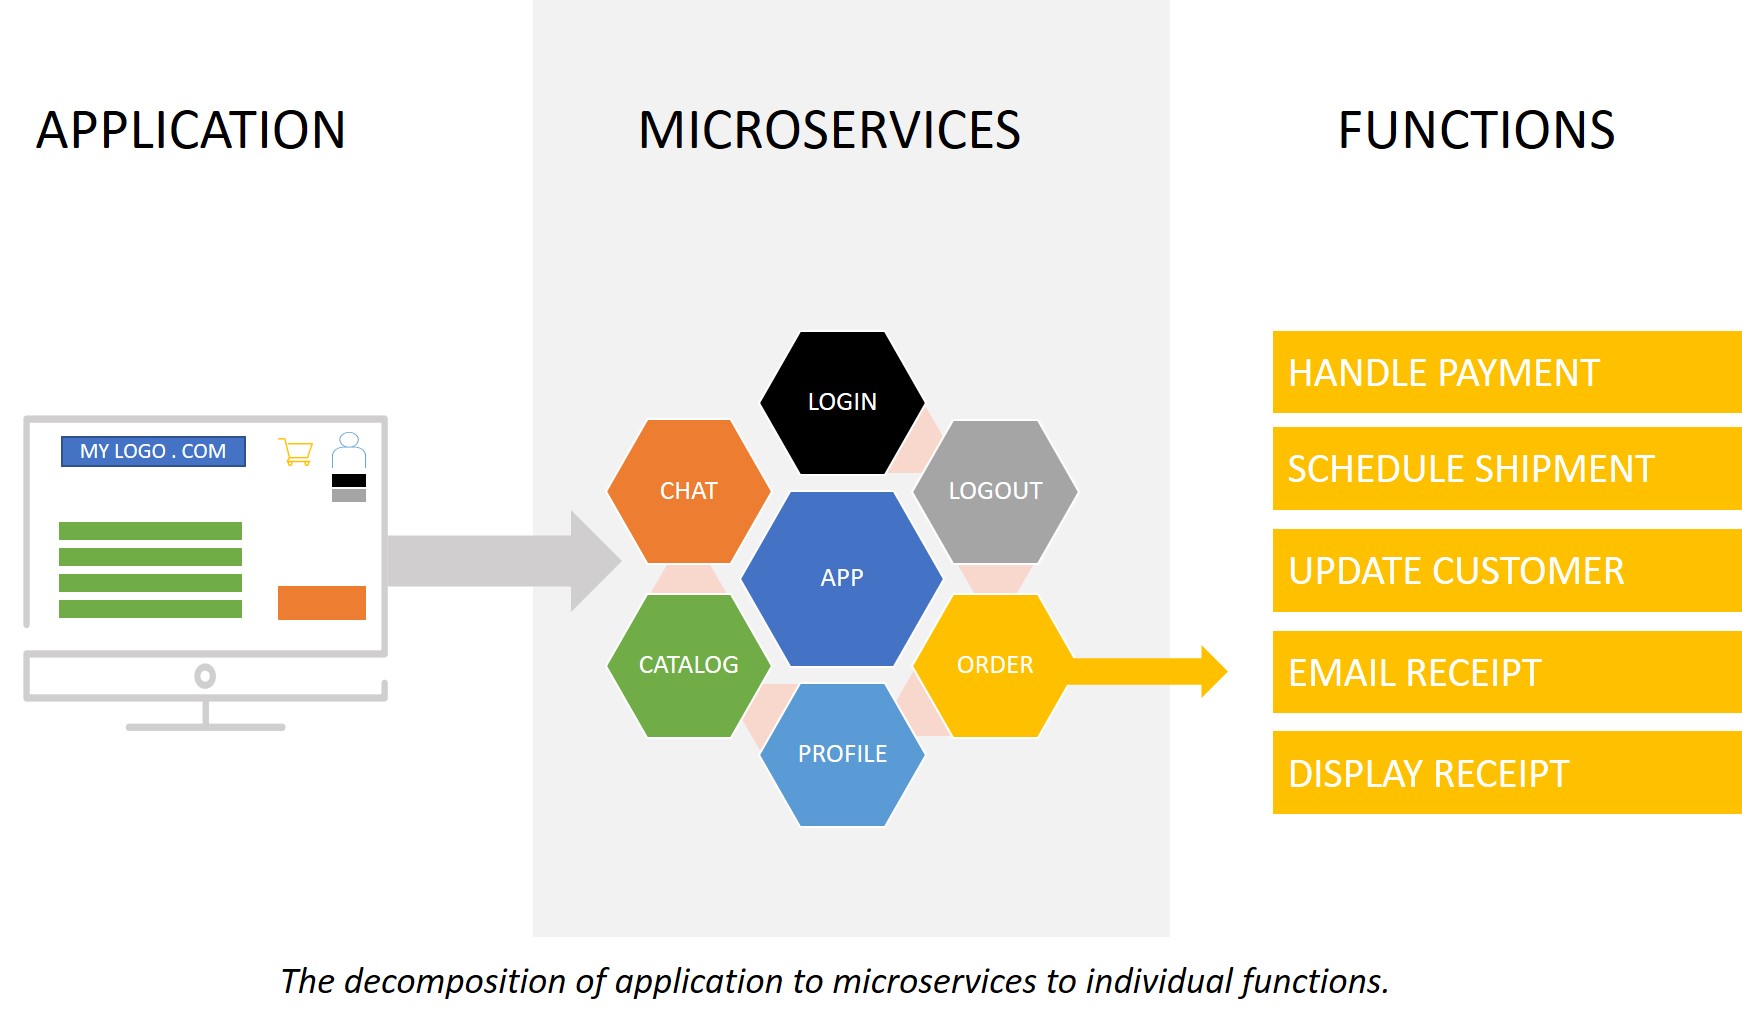 APPLICATION
MICROSERVICES
FUNCTIONS
MY LOGO . COM
LOGIN
CHAT
LOGOUT
APP
CATALOG
ORDER
PROFILE
HANDLE PAYMENT
SCHEDULE SHIPMENT
UPDATE CUSTOMER
EMAIL RECEIPT
DISPLAY RECEIPT
The decomposition of application to microservices to individual functions.